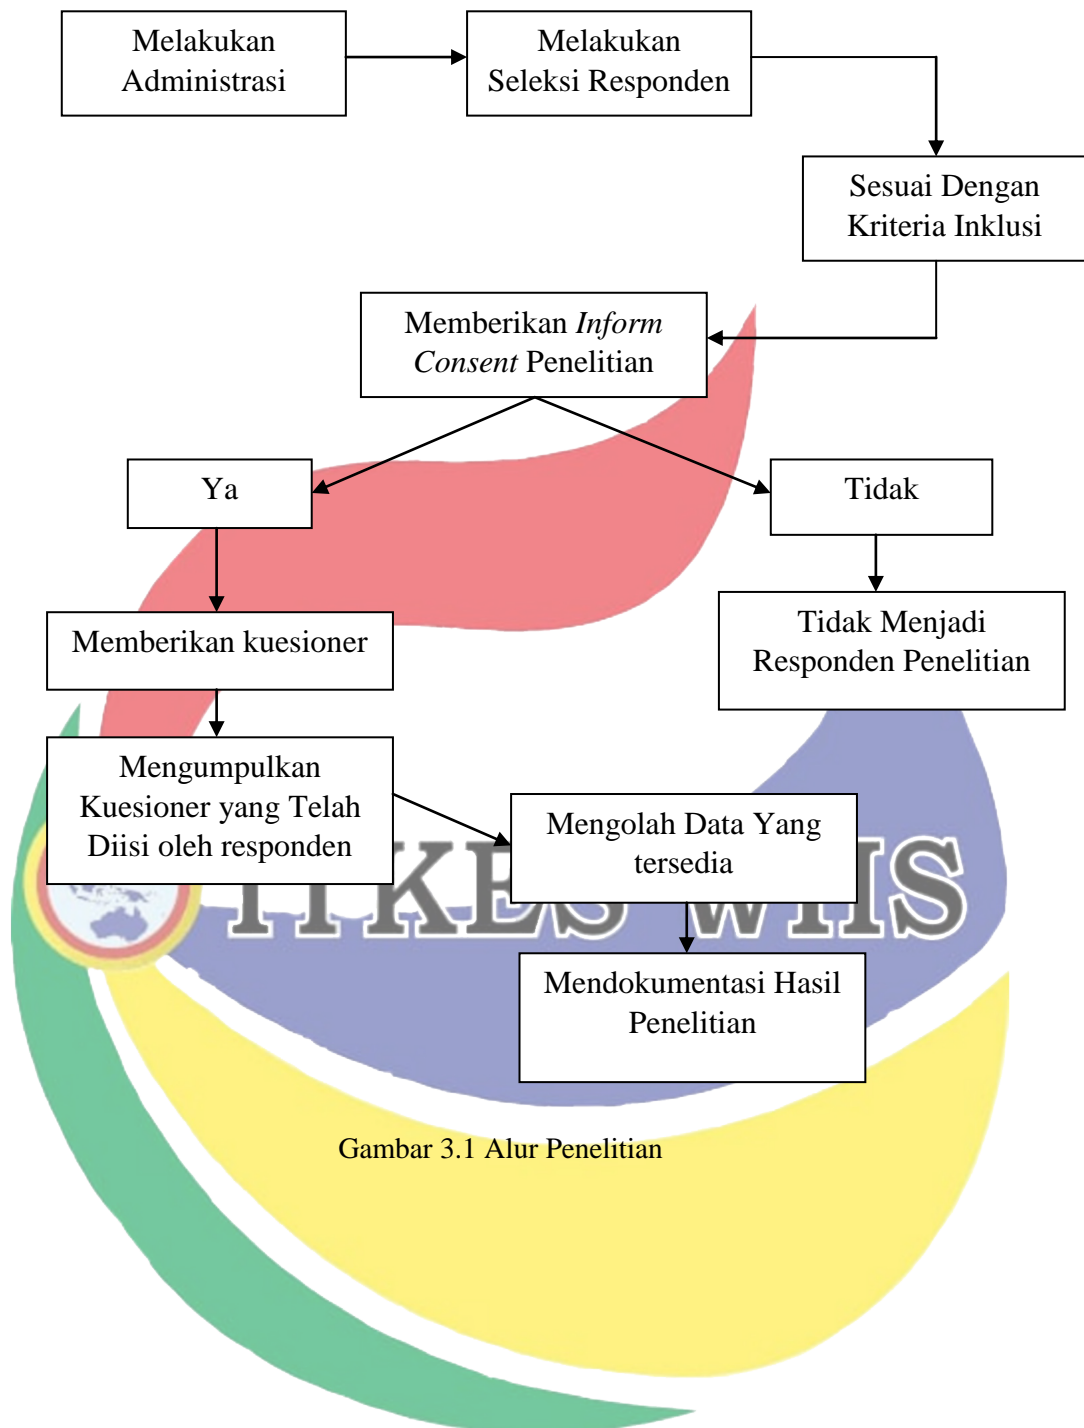 Melakukan
Administrasi
Melakukan
Seleksi Responden
Sesuai Dengan
Kriteria Inklusi
Memberikan Inform
Consent Penelitian
Ya
Tidak
Memberikan kuesioner
Tidak Menjadi
Responden Penelitian
Mengumpulkan
Kuesioner yang Telah
Diisi oleh responden
Mengolah Data Yang
tersedia
ITKES WHS
Mendokumentasi Hasil
Penelitian
Gambar 3.1 Alur Penelitian